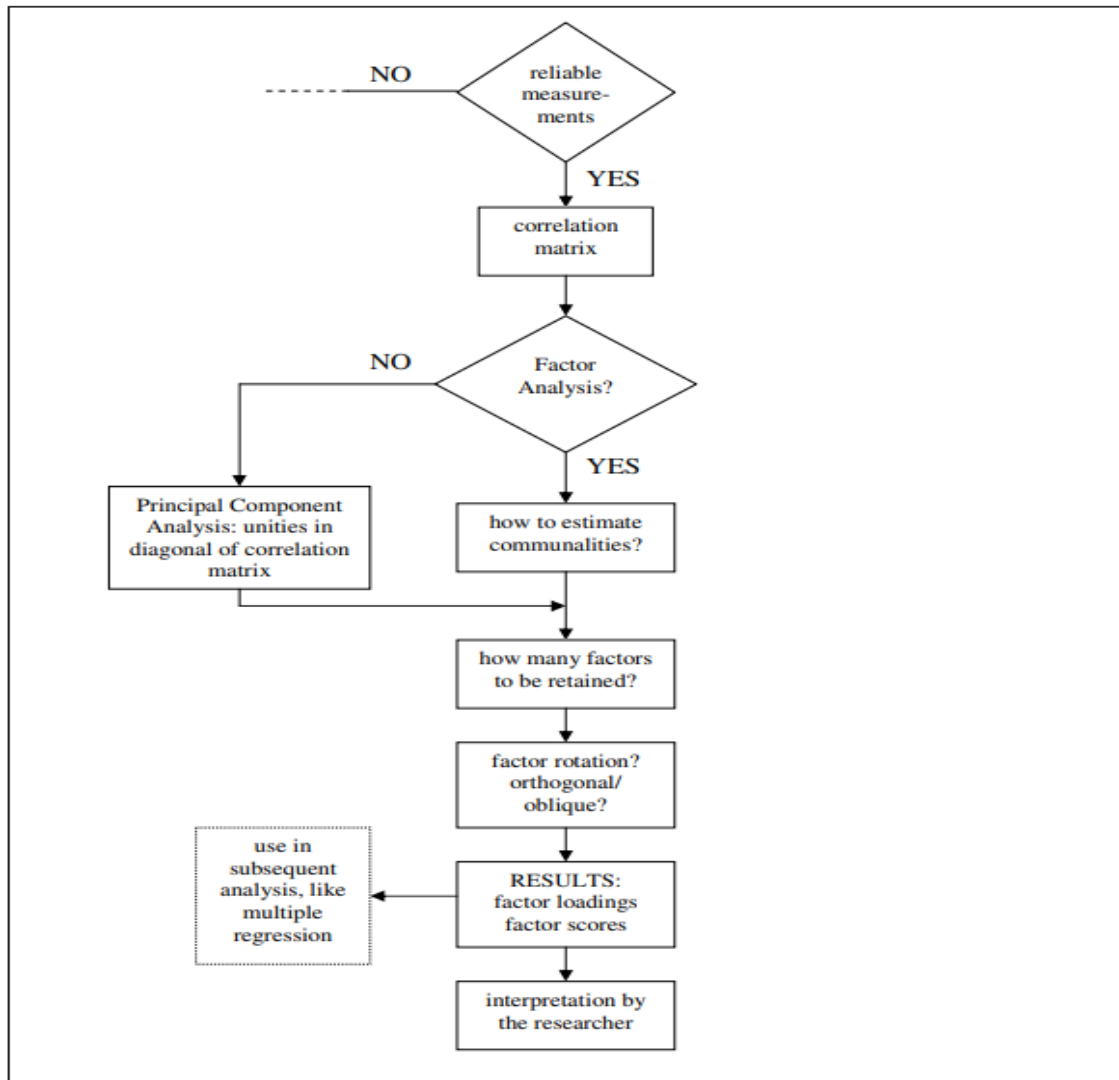 NO
reliable
measure-
ments
YES
correlation
matrix
NO
Factor
Analysis?
YES
Principal Component
Analysis: unities in
diagonal of correlation
matrix
how to estimate
communalities?
how many factors
to be retained?
factor rotation?
orthogonal/
oblique?
use in
subsequent
analysis, like
multiple
regression
RESULTS:
factor loadings
factor scores
interpretation by
the researcher